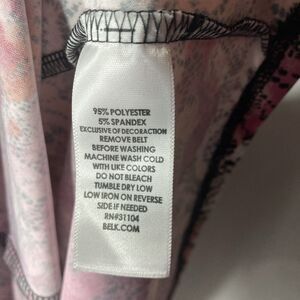 95% POLYESTER
5% SPANDEX
EXCLUSIVE OF DECORACTION
REMOVE BELT
BEFORE WASHING
MACHINE WASH COLD
WITH LIKE COLORS
DO NOT BLEACH
TUMBLE DRY LOW
LOW IRON ON REVERSE
SIDE IF NEEDED
RN#31104
BELK.COM